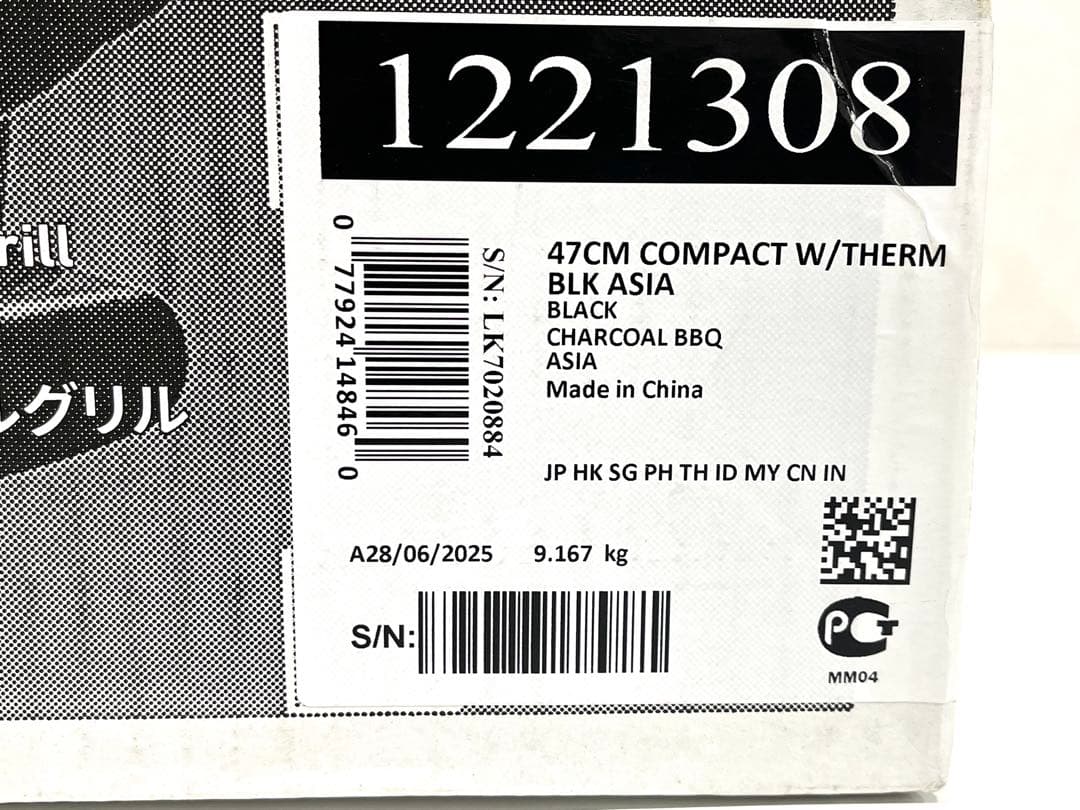 1221308
0 77924 14846 0
S/N: LK7020884
47CM COMPACT W/THERM
BLK ASIA
BLACK
CHARCOAL BBQ
ASIA
Made in China
JP HK SG PH TH ID MY CN IN
A28/06/2025 9.167 kg
S/N:
РСТ
MM04
rill
ルグリル